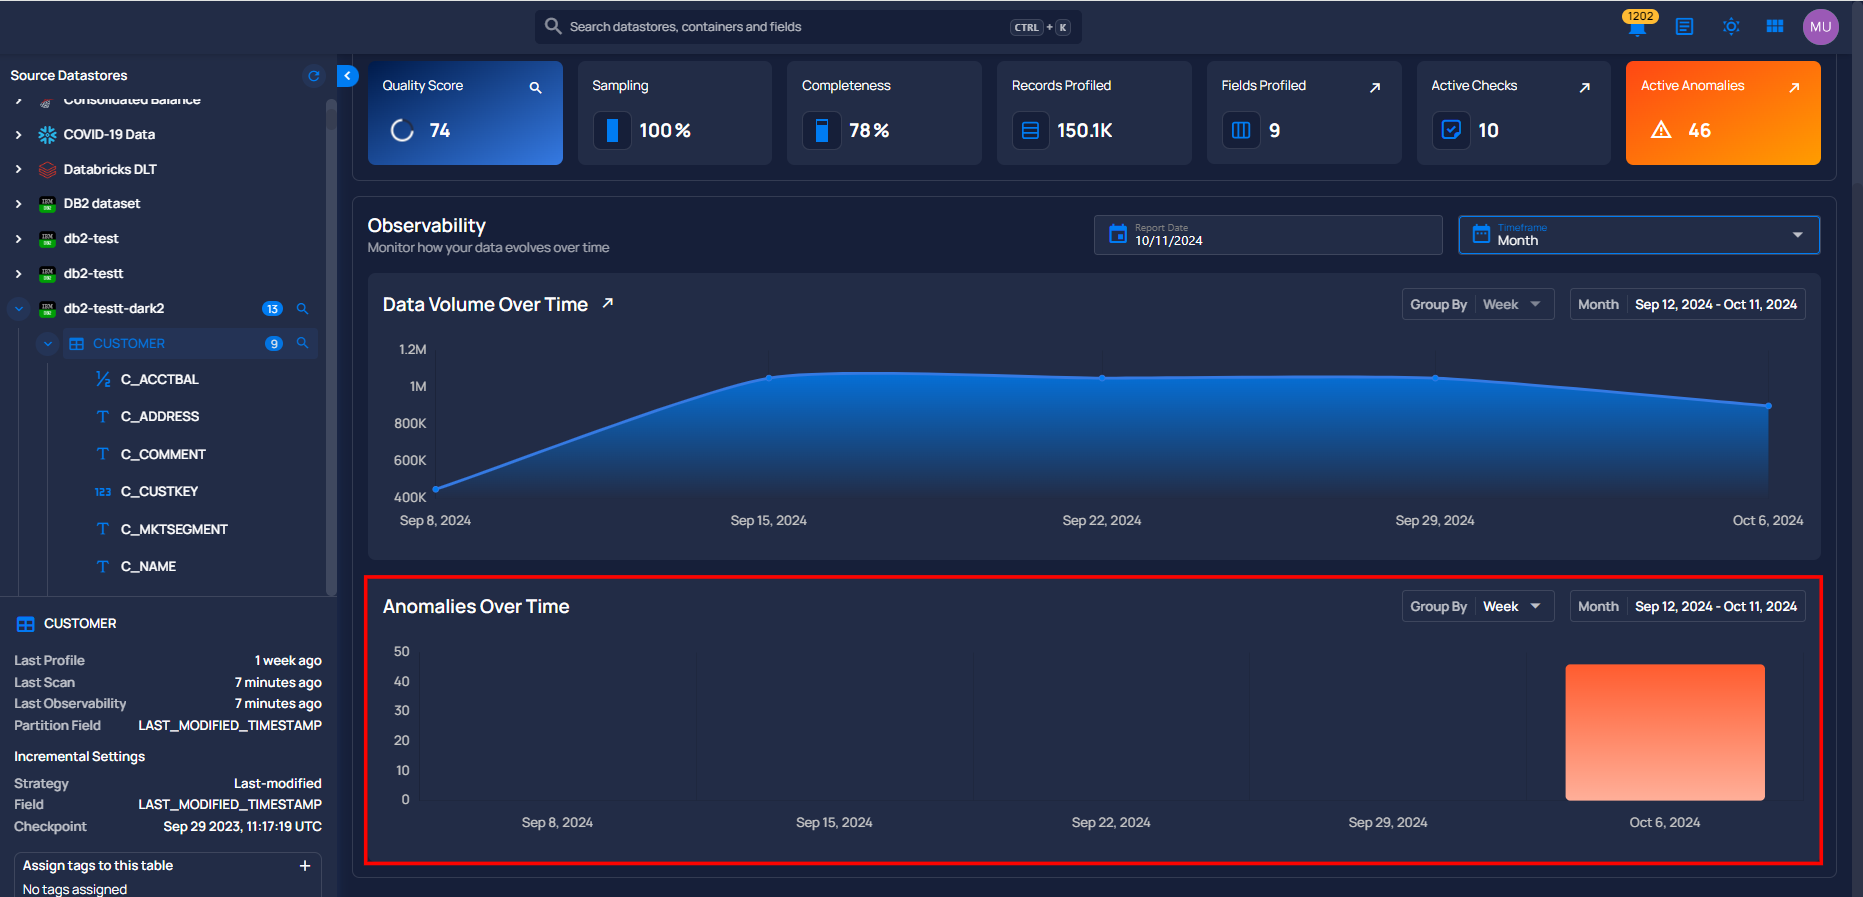 Search datastores, containers and fields
CTRL + K
1202
MU
Source Datastores
Consolidated Balance
COVID-19 Data
Databricks DLT
DB2 dataset
db2-test
db2-testt
db2-testt-dark2 13
CUSTOMER 9
½ C_ACCTBAL
T C_ADDRESS
T C_COMMENT
123 C_CUSTKEY
T C_MKTSEGMENT
T C_NAME
CUSTOMER
Last Profile 1 week ago
Last Scan 7 minutes ago
Last Observability 7 minutes ago
Partition Field LAST_MODIFIED_TIMESTAMP
Incremental Settings
Strategy Last-modified
Field LAST_MODIFIED_TIMESTAMP
Checkpoint Sep 29 2023, 11:17:19 UTC
Assign tags to this table +
No tags assigned
Quality Score
74
Sampling
100%
Completeness
78%
Records Profiled
150.1K
Fields Profiled
9
Active Checks
10
Active Anomalies
46
Observability
Monitor how your data evolves over time
Report Date
10/11/2024
Timeframe
Month
Data Volume Over Time
Group By Week
Month Sep 12, 2024 - Oct 11, 2024
1.2M
1M
800K
600K
400K
Sep 8, 2024 Sep 15, 2024 Sep 22, 2024 Sep 29, 2024 Oct 6, 2024
Anomalies Over Time
Group By Week
Month Sep 12, 2024 - Oct 11, 2024
50
40
30
20
10
0
Sep 8, 2024 Sep 15, 2024 Sep 22, 2024 Sep 29, 2024 Oct 6, 2024